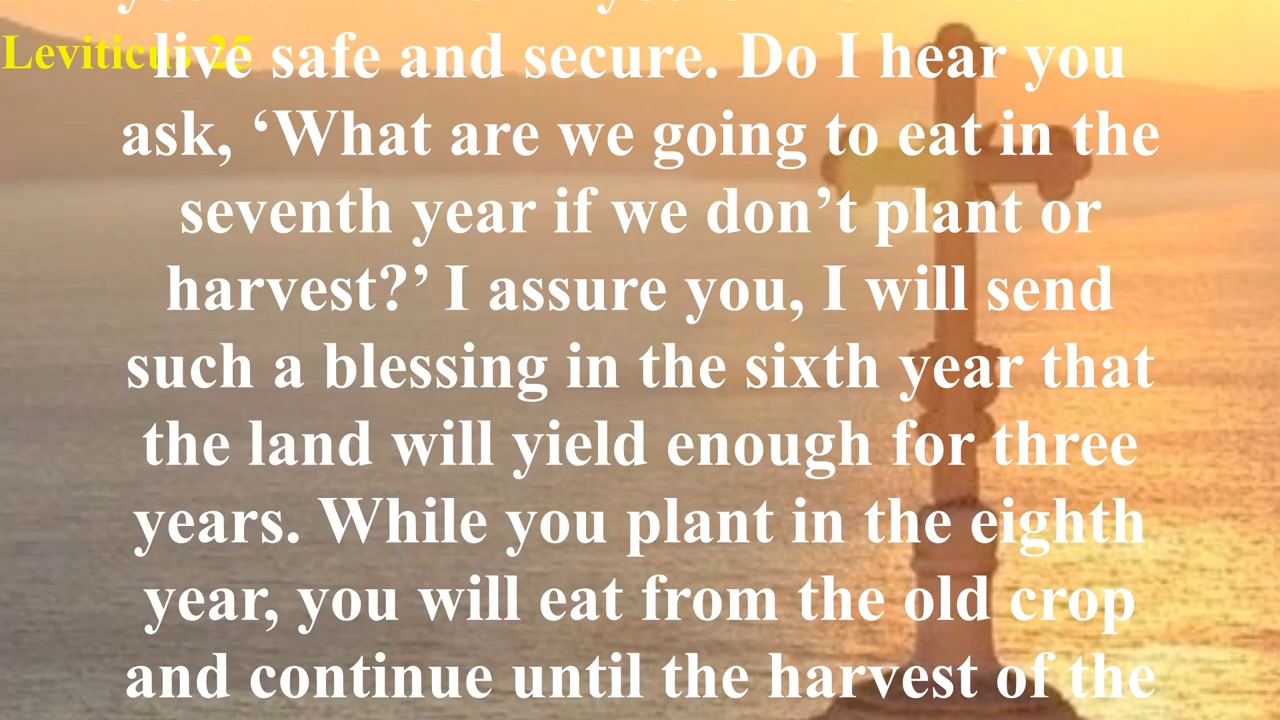 Leviticus 25
live safe and secure. Do I hear you
ask, ‘What are we going to eat in the
seventh year if we don’t plant or
harvest?’ I assure you, I will send
such a blessing in the sixth year that
the land will yield enough for three
years. While you plant in the eighth
year, you will eat from the old crop
and continue until the harvest of the